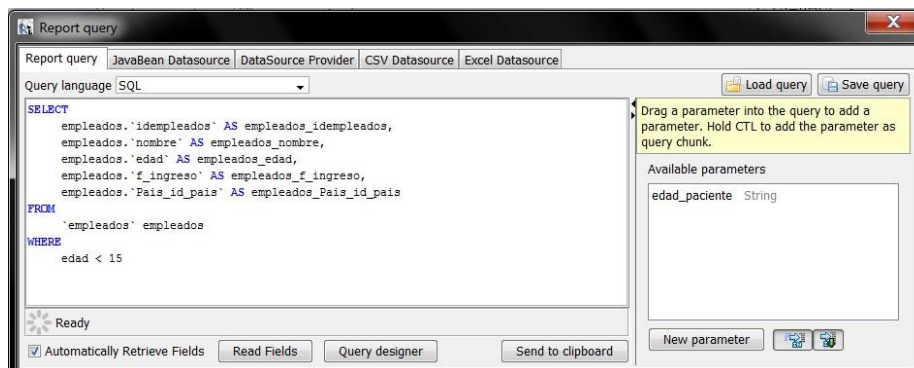 Report query
Report query JavaBean Datasource DataSource Provider CSV Datasource Excel Datasource
Query language SQL
Load query Save query
SELECT
empleados.`idempleados` AS empleados_idempleados,
empleados.`nombre` AS empleados_nombre,
empleados.`edad` AS empleados_edad,
empleados.`f_ingreso` AS empleados_f_ingreso,
empleados.`Pais_id_pais` AS empleados_Pais_id_pais
FROM
`empleados` empleados
WHERE
edad < 15
Drag a parameter into the query to add a
parameter. Hold CTL to add the parameter as
query chunk.
Available parameters
edad_paciente String
Ready
New parameter
Automatically Retrieve Fields Read Fields Query designer Send to clipboard